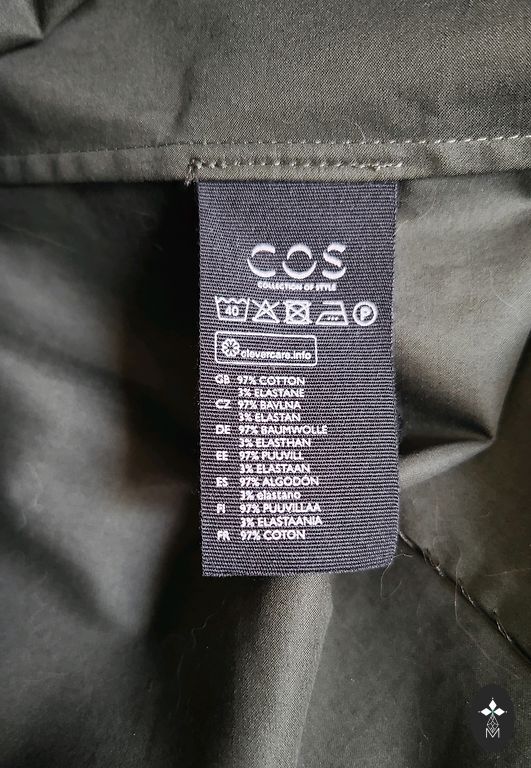 COS
COLLECTION OF STYLE
40 P
clevercare.info
GB 97% COTTON
3% ELASTANE
CZ 97% BAVLNA
3% ELASTAN
DE 97% BAUMWOLLE
3% ELASTHAN
EE 97% PUUVILL
3% ELASTAAN
ES 97% ALGODÓN
3% elastano
FI 97% PUUVILLAA
3% ELASTAANIA
FR 97% COTON
M